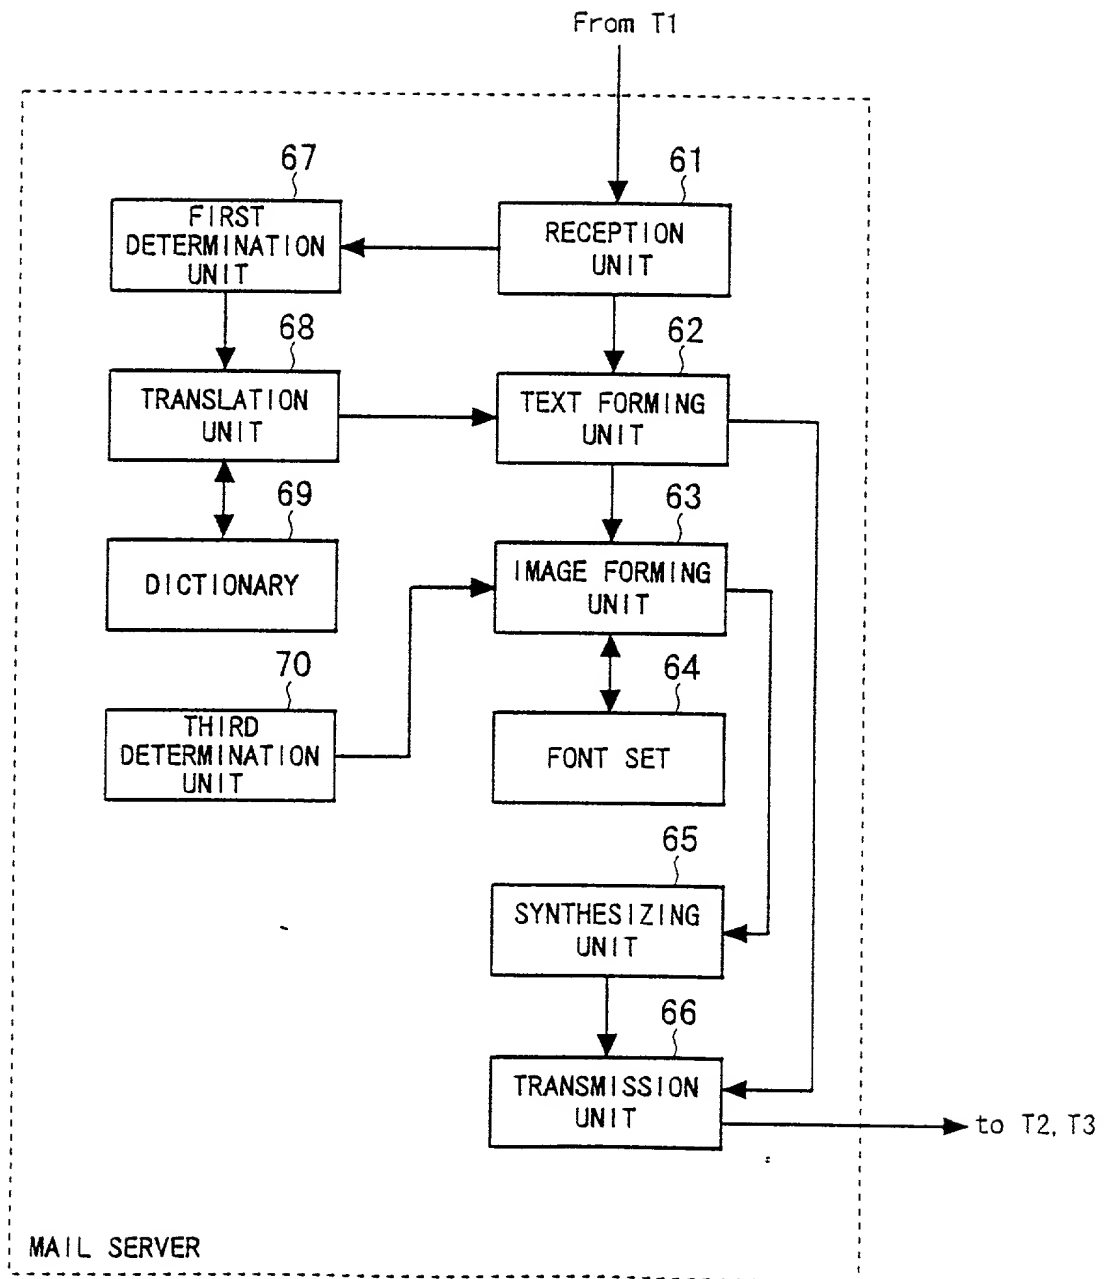 From T1
67
FIRST
DETERMINATION
UNIT
61
RECEPTION
UNIT
68
TRANSLATION
UNIT
62
TEXT FORMING
UNIT
69
DICTIONARY
63
IMAGE FORMING
UNIT
70
THIRD
DETERMINATION
UNIT
64
FONT SET
65
SYNTHESIZING
UNIT
66
TRANSMISSION
UNIT
to T2, T3
MAIL SERVER